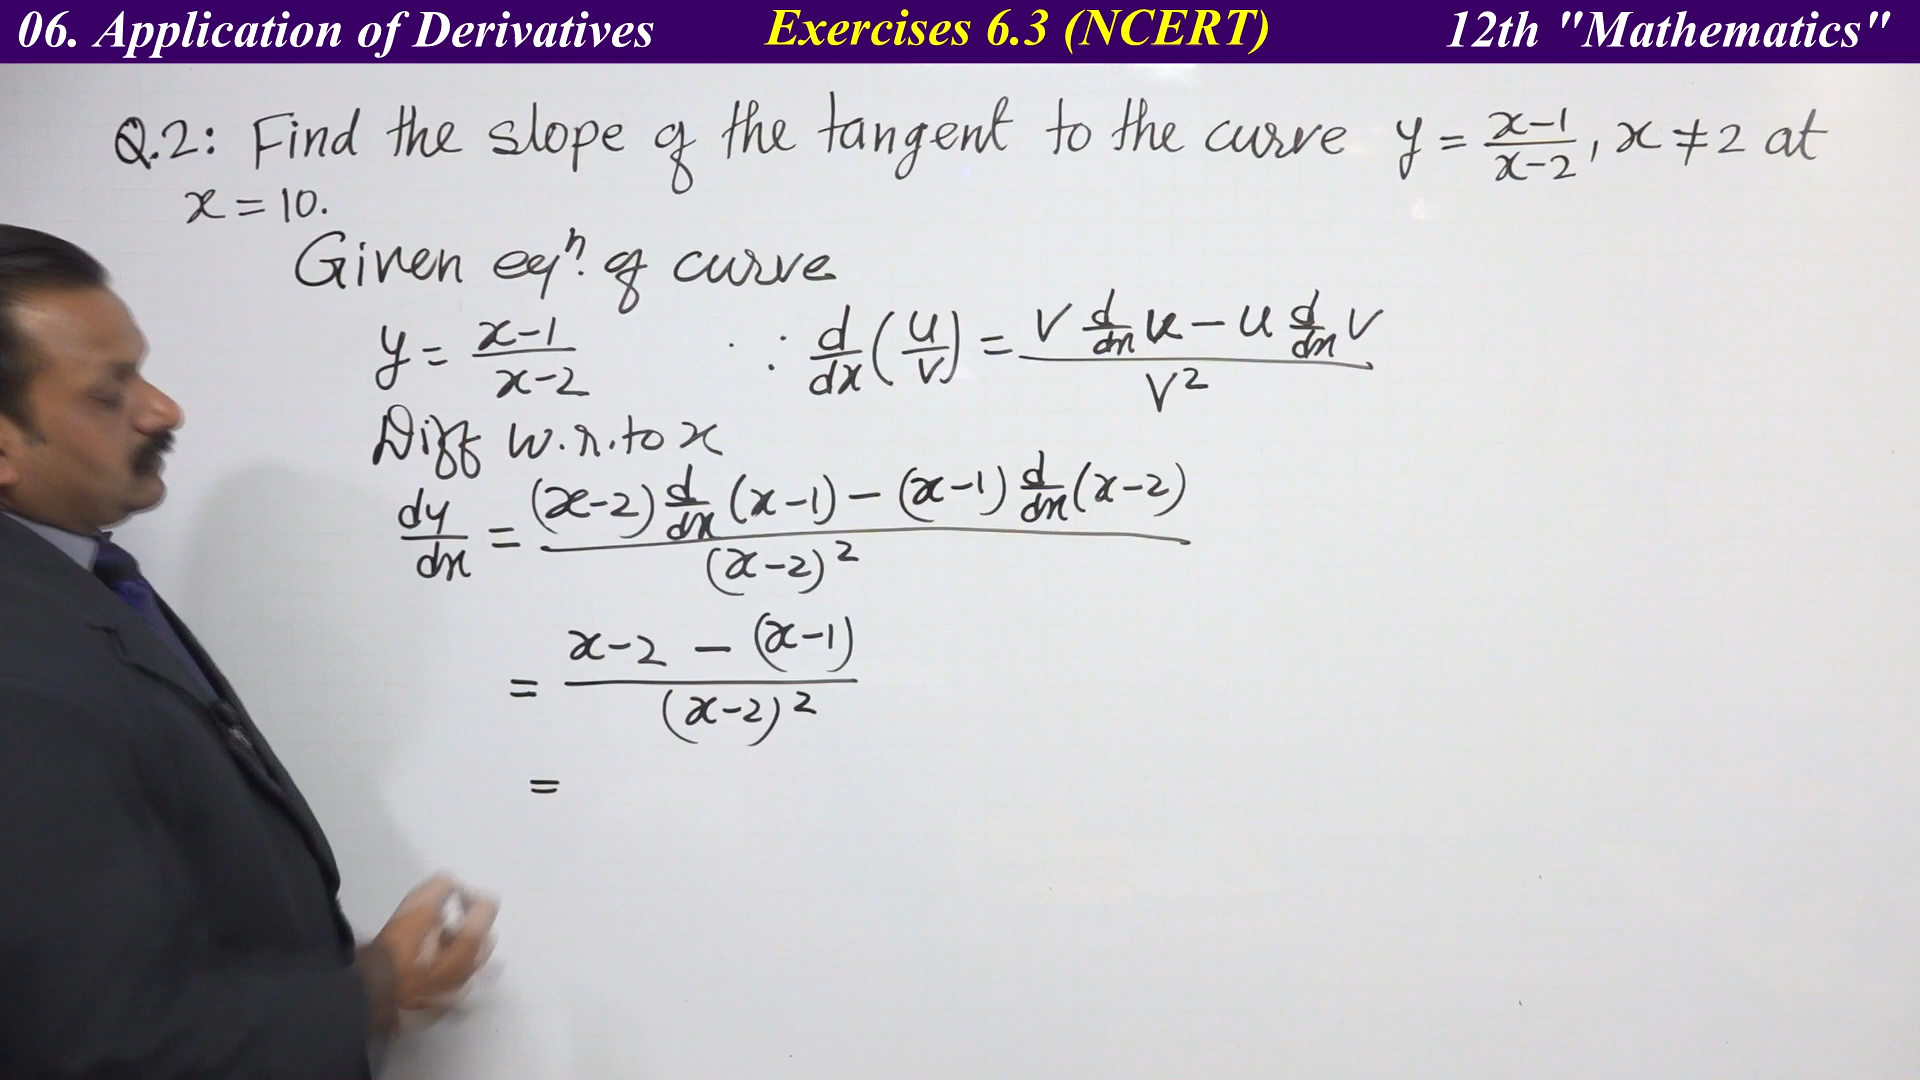 06. Application of Derivatives Exercises 6.3 (NCERT) 12th "Mathematics"
Q.2: Find the slope of the tangent to the curve y = (x-1)/(x-2), x ≠ 2 at
x = 10.
Given eqⁿ. of curve
y = (x-1)/(x-2) ∵ d/dx (u/v) = (v d/dx u - u d/dx v)/v²
Diff w.r.to x
dy/dx = ((x-2) d/dx (x-1) - (x-1) d/dx (x-2))/(x-2)²
= (x-2 - (x-1))/(x-2)²
=